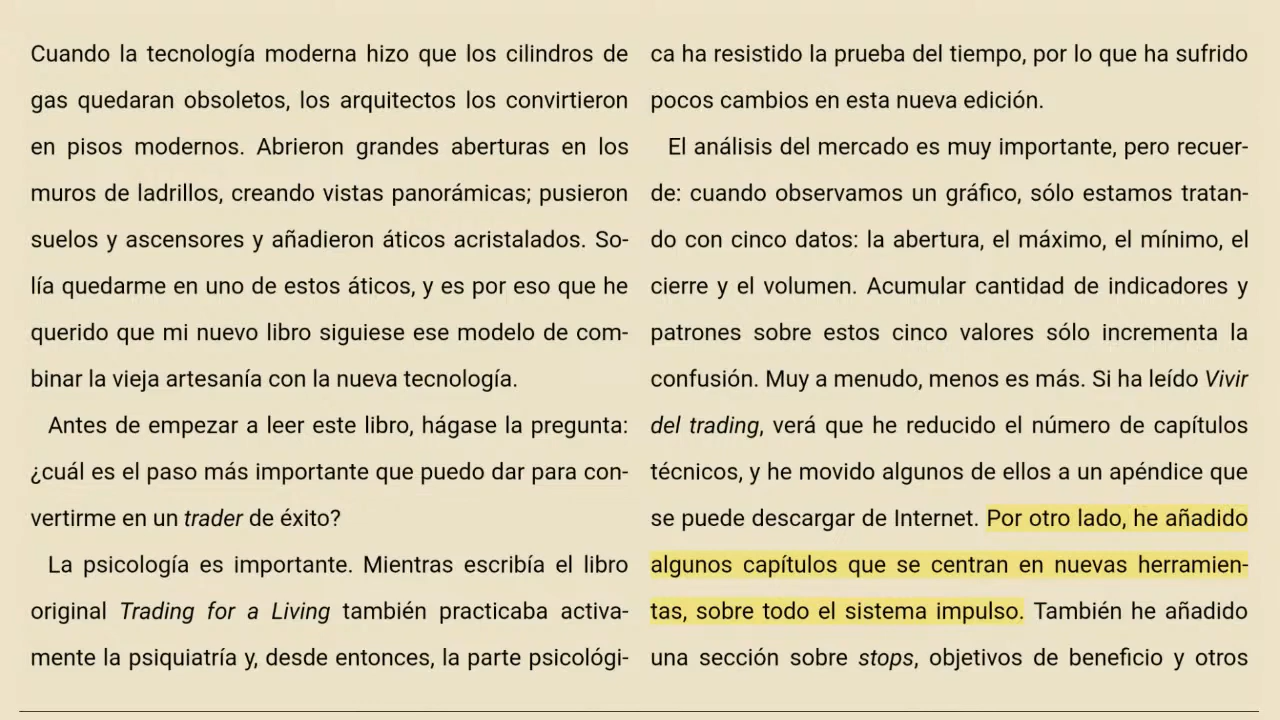 Cuando la tecnología moderna hizo que los cilindros de
gas quedaran obsoletos, los arquitectos los convirtieron
en pisos modernos. Abrieron grandes aberturas en los
muros de ladrillos, creando vistas panorámicas; pusieron
suelos y ascensores y añadieron áticos acristalados. So-
lía quedarme en uno de estos áticos, y es por eso que he
querido que mi nuevo libro siguiese ese modelo de com-
binar la vieja artesanía con la nueva tecnología.
Antes de empezar a leer este libro, hágase la pregunta:
¿cuál es el paso más importante que puedo dar para con-
vertirme en un trader de éxito?
La psicología es importante. Mientras escribía el libro
original Trading for a Living también practicaba activa-
mente la psiquiatría y, desde entonces, la parte psicológi-
ca ha resistido la prueba del tiempo, por lo que ha sufrido
pocos cambios en esta nueva edición.
El análisis del mercado es muy importante, pero recuer-
de: cuando observamos un gráfico, sólo estamos tratan-
do con cinco datos: la abertura, el máximo, el mínimo, el
cierre y el volumen. Acumular cantidad de indicadores y
patrones sobre estos cinco valores sólo incrementa la
confusión. Muy a menudo, menos es más. Si ha leído Vivir
del trading, verá que he reducido el número de capítulos
técnicos, y he movido algunos de ellos a un apéndice que
se puede descargar de Internet. Por otro lado, he añadido
algunos capítulos que se centran en nuevas herramien-
tas, sobre todo el sistema impulso. También he añadido
una sección sobre stops, objetivos de beneficio y otros